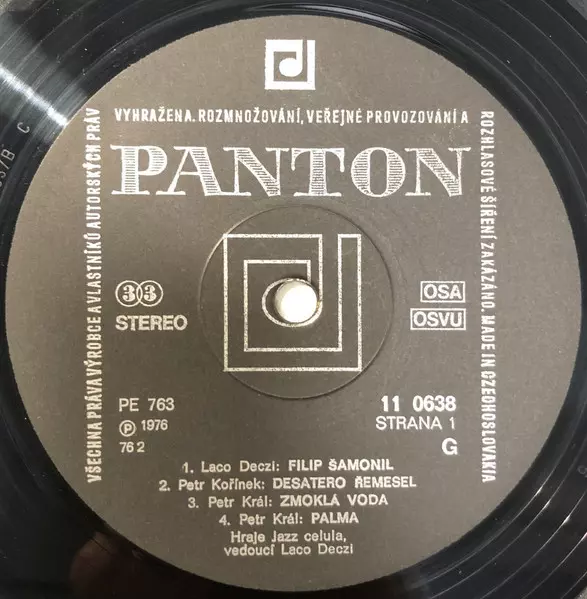 VŠECHNA PRÁVA VÝROBCE A VLASTNÍKŮ AUTORSKÝCH PRÁV
VYHRAŽENA. ROZMNOŽOVÁNÍ, VEŘEJNÉ PROVOZOVÁNÍ A
ROZHLASOVÉ ŠÍŘENÍ ZAKÁZÁNO. MADE IN CZECHOSLOVAKIA
PANTON
33
STEREO
OSA
OSVU
PE 763
℗ 1976
76 2
11 0638
STRANA 1
G
1. Laco Deczi: FILIP ŠAMONIL
2. Petr Kořínek: DESATERO ŘEMESEL
3. Petr Král: ZMOKLÁ VODA
4. Petr Král: PALMA
Hraje Jazz celula,
vedoucí Laco Deczi